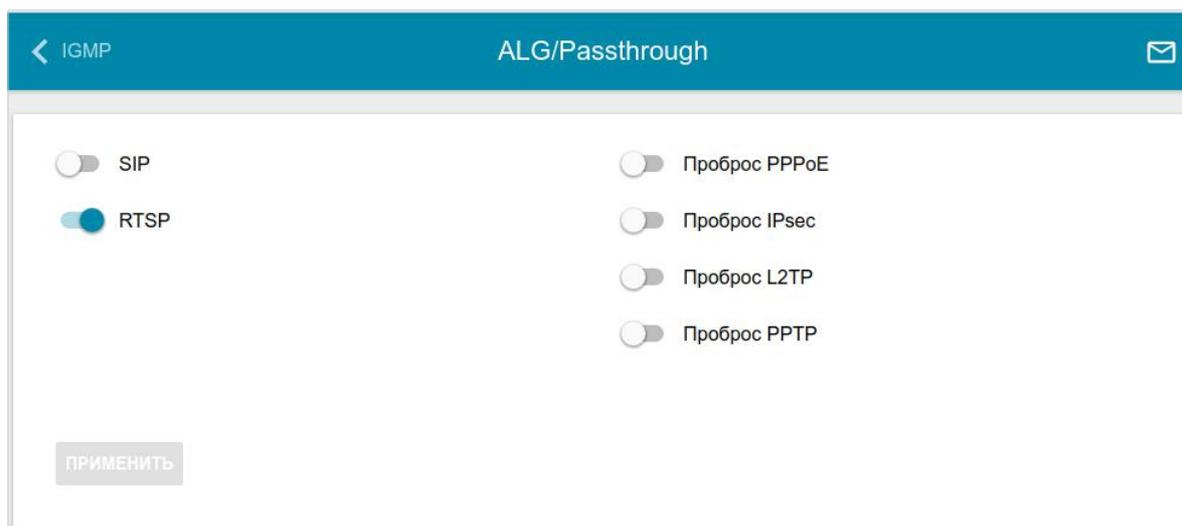 IGMP
ALG/Passthrough
SIP
RTSP
Проброс PPPoE
Проброс IPsec
Проброс L2TP
Проброс PPTP
ПРИМЕНИТЬ